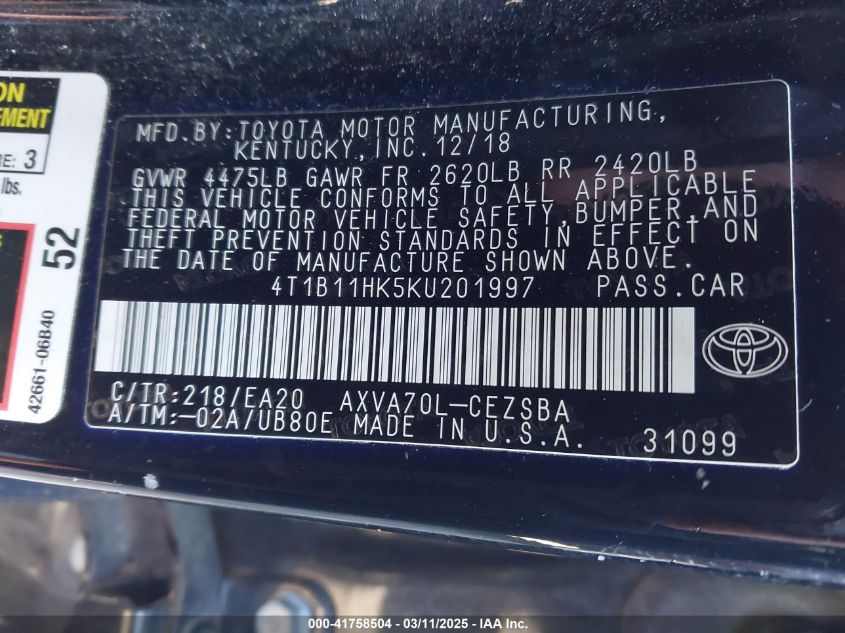 ON
EMENT
RE: 3
lbs.
52
42661-06B40
MFD.BY:TOYOTA MOTOR MANUFACTURING,
KENTUCKY,INC.12/18
GVWR 4475LB GAWR FR 2620LB RR 2420LB
THIS VEHICLE CONFORMS TO ALL APPLICABLE
FEDERAL MOTOR VEHICLE SAFETY,BUMPER,AND
THEFT PREVENTION STANDARDS IN EFFECT ON
THE DATE OF MANUFACTURE SHOWN ABOVE.
4T1B11HK5KU201997 PASS.CAR
C/TR:218/EA20 AXVA70L-CEZSBA
A/TM:-02A/UB80E MADE IN U.S.A. 31099
000-41758504 - 03/11/2025 - IAA Inc.